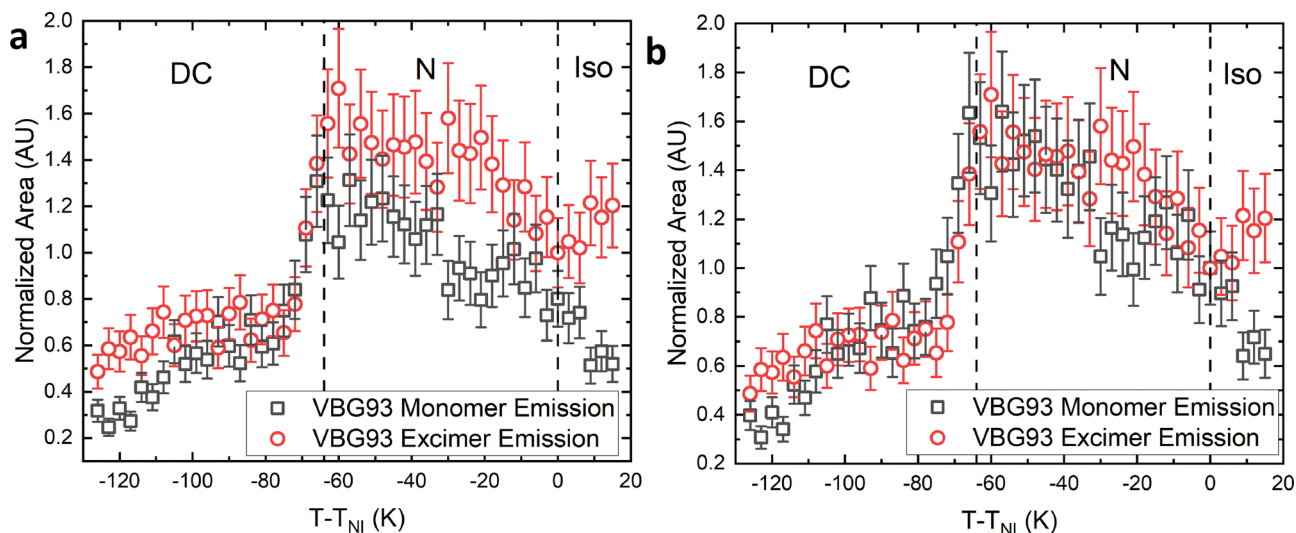 a
DC
N
Iso
2.0
1.8
1.6
1.4
1.2
1.0
0.8
0.6
0.4
0.2
Normalized Area (AU)
VBG93 Monomer Emission
VBG93 Excimer Emission
-120 -100 -80 -60 -40 -20 0 20
T-TNI (K)
b
DC
N
Iso
2.0
1.8
1.6
1.4
1.2
1.0
0.8
0.6
0.4
0.2
Normalized Area (AU)
VBG93 Monomer Emission
VBG93 Excimer Emission
-120 -100 -80 -60 -40 -20 0 20
T-TNI (K)